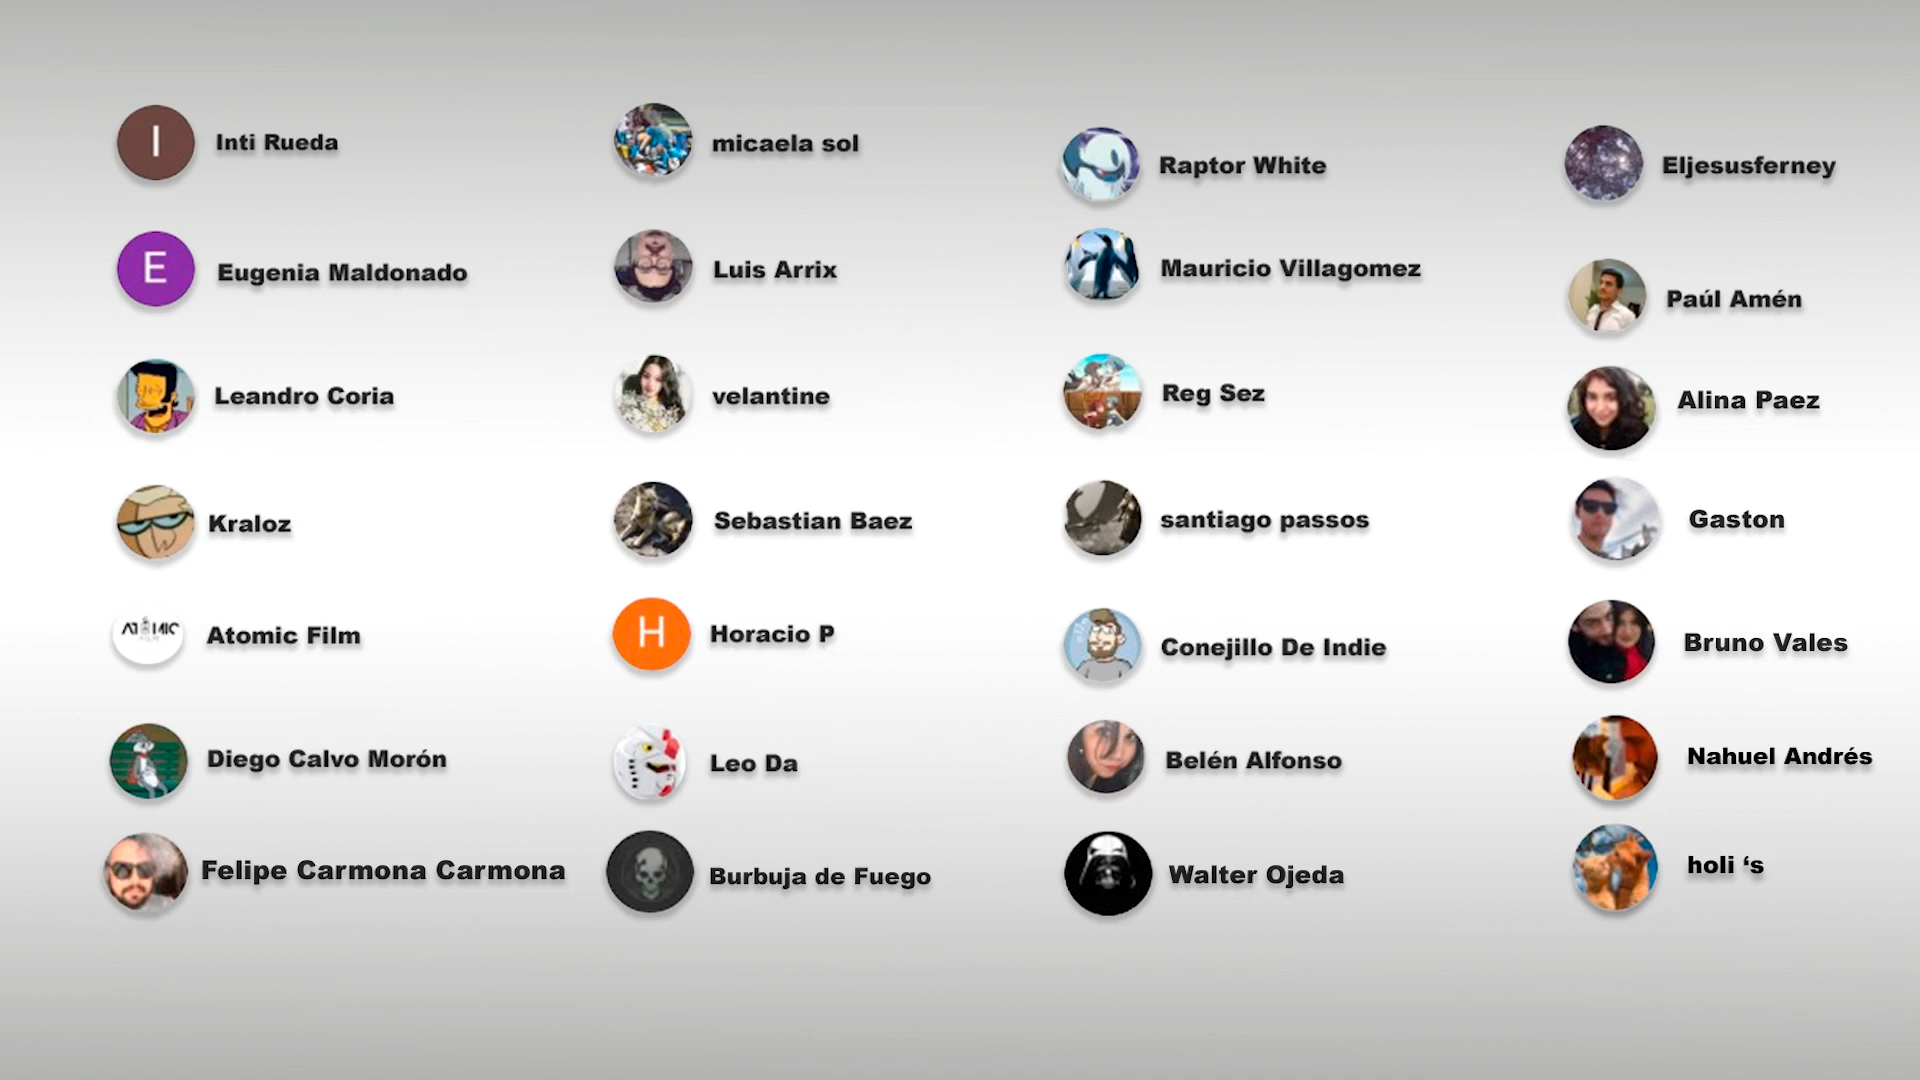 I
Inti Rueda
E
Eugenia Maldonado
Leandro Coria
Kraloz
ATOMIC
FILM
Atomic Film
Diego Calvo Morón
Felipe Carmona Carmona
micaela sol
Luis Arrix
velantine
Sebastian Baez
H
Horacio P
Leo Da
Burbuja de Fuego
Raptor White
Mauricio Villagomez
Reg Sez
santiago passos
Conejillo De Indie
Belén Alfonso
Walter Ojeda
Eljesusferney
Paúl Amén
Alina Paez
Gaston
Bruno Vales
Nahuel Andrés
holi ‘s